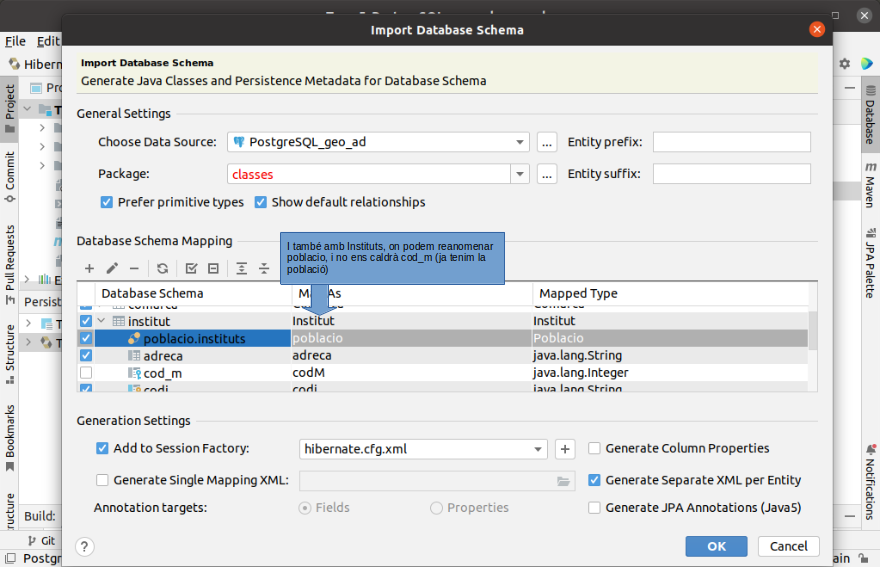 Import Database Schema
File Edit
Hibern
Import Database Schema
Generate Java Classes and Persistence Metadata for Database Schema
General Settings
Choose Data Source: PostgreSQL_geo_ad ... Entity prefix:
Package: classes ... Entity suffix:
Prefer primitive types Show default relationships
Database Schema Mapping
I també amb Instituts, on podem reanomenar
poblacio, i no ens caldrà cod_m (ja tenim la
població)
Database Schema Map As Mapped Type
comarca Comarca Comarca
institut Institut Institut
poblacio.instituts poblacio Poblacio
adreca adreca java.lang.String
cod_m codM java.lang.Integer
codi codi java.lang.String
Generation Settings
Add to Session Factory: hibernate.cfg.xml Generate Column Properties
Generate Single Mapping XML: Generate Separate XML per Entity
Annotation targets: Fields Properties Generate JPA Annotations (Java5)
? OK Cancel
Project
Commit
Pull Requests
Structure
Bookmarks
ructure
Pro
T
E
Persist
T
T
Build:
Git
Postgr
ain
Database
m
Maven
JPA Palette
Notifications